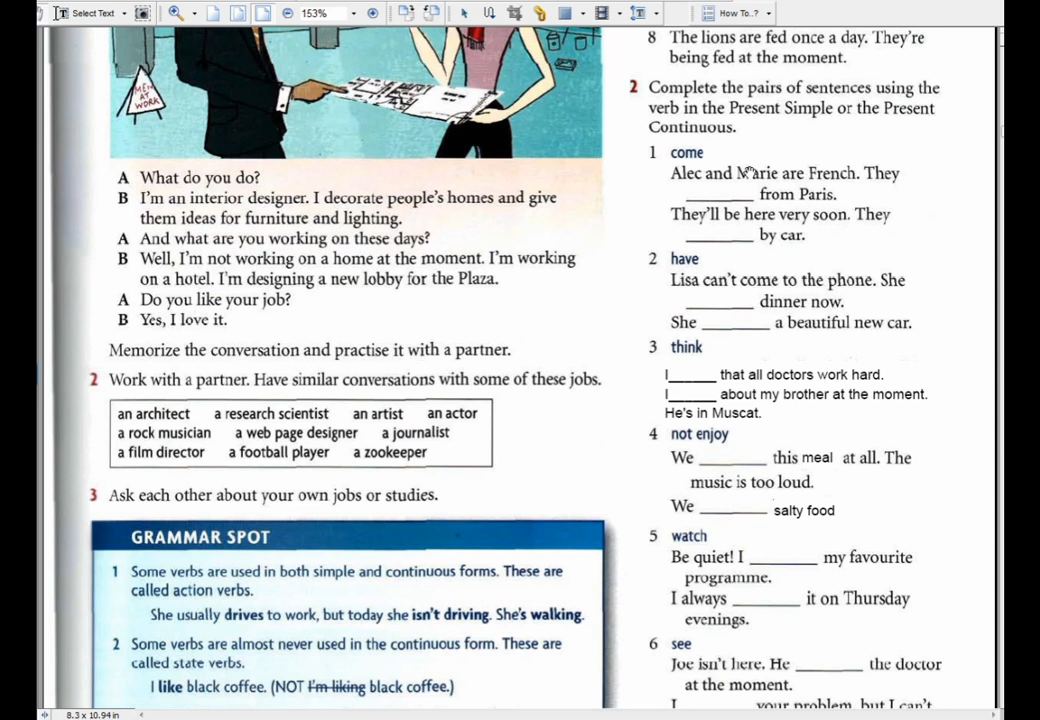 Select Text
153%
How To..?
MEN
AT
WORK
A What do you do?
B I'm an interior designer. I decorate people's homes and give
them ideas for furniture and lighting.
A And what are you working on these days?
B Well, I'm not working on a home at the moment. I'm working
on a hotel. I'm designing a new lobby for the Plaza.
A Do you like your job?
B Yes, I love it.
Memorize the conversation and practise it with a partner.
2 Work with a partner. Have similar conversations with some of these jobs.
an architect a research scientist an artist an actor
a rock musician a web page designer a journalist
a film director a football player a zookeeper
3 Ask each other about your own jobs or studies.
GRAMMAR SPOT
1 Some verbs are used in both simple and continuous forms. These are
called action verbs.
She usually drives to work, but today she isn't driving. She's walking.
2 Some verbs are almost never used in the continuous form. These are
called state verbs.
I like black coffee. (NOT I'm liking black coffee.)
8 The lions are fed once a day. They're
being fed at the moment.
2 Complete the pairs of sentences using the
verb in the Present Simple or the Present
Continuous.
1 come
Alec and Marie are French. They
_______ from Paris.
They'll be here very soon. They
_______ by car.
2 have
Lisa can't come to the phone. She
_______ dinner now.
She _______ a beautiful new car.
3 think
I______ that all doctors work hard.
I______ about my brother at the moment.
He's in Muscat.
4 not enjoy
We _______ this meal at all. The
music is too loud.
We _______ salty food
5 watch
Be quiet! I _______ my favourite
programme.
I always _______ it on Thursday
evenings.
6 see
Joe isn't here. He _______ the doctor
at the moment.
I _______ your problem, but I can't
8.3 x 10.94 in